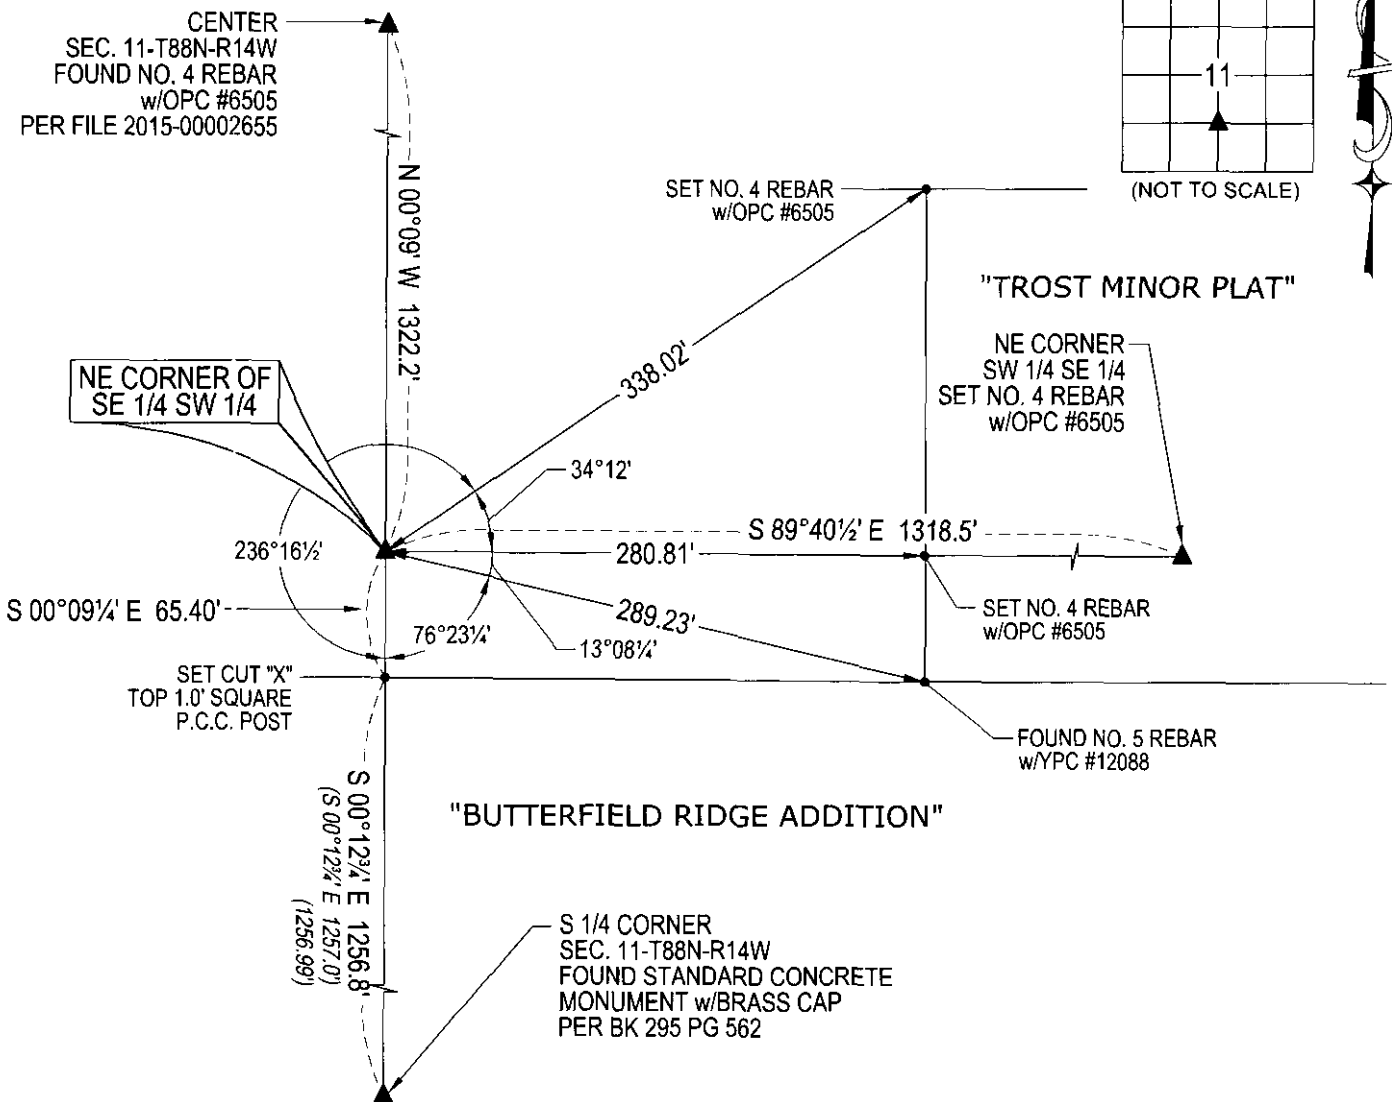 CENTER
SEC. 11-T88N-R14W
FOUND NO. 4 REBAR
w/OPC #6505
PER FILE 2015-00002655
11
(NOT TO SCALE)
N 00°09' W 1322.2'
SET NO. 4 REBAR
w/OPC #6505
"TROST MINOR PLAT"
NE CORNER
SW 1/4 SE 1/4
SET NO. 4 REBAR
w/OPC #6505
338.02'
NE CORNER OF
SE 1/4 SW 1/4
34°12'
S 89°40½' E 1318.5'
236°16½'
280.81'
S 00°09¼' E 65.40'
289.23'
SET NO. 4 REBAR
w/OPC #6505
76°23¼'
13°08¼'
SET CUT "X"
TOP 1.0' SQUARE
P.C.C. POST
FOUND NO. 5 REBAR
w/YPC #12088
S 00°12¾' E 1256.8'
(S 00°12¾' E 1257.0')
(1256.99')
"BUTTERFIELD RIDGE ADDITION"
S 1/4 CORNER
SEC. 11-T88N-R14W
FOUND STANDARD CONCRETE
MONUMENT w/BRASS CAP
PER BK 295 PG 562